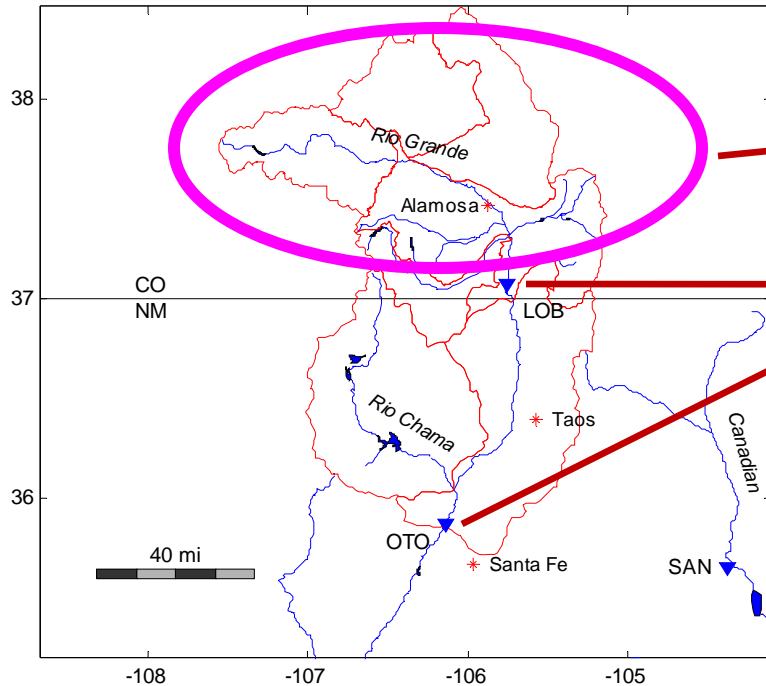 38
Rio Grande
Alamosa
37
CO
NM
LOB
Rio Chama
Taos
Canadian
36
OTO
40 mi
Santa Fe
SAN
-108
-107
-106
-105